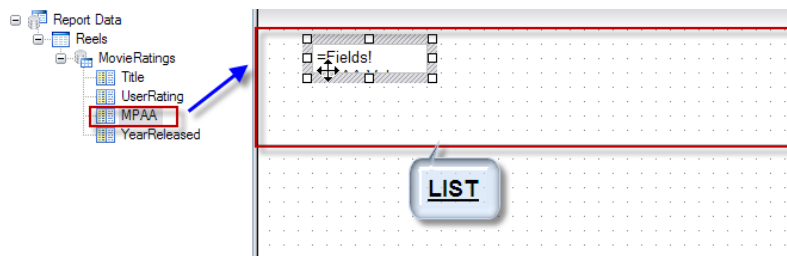 Report Data
Reels
MovieRatings
Title
UserRating
MPAA
YearReleased
=Fields!
LIST